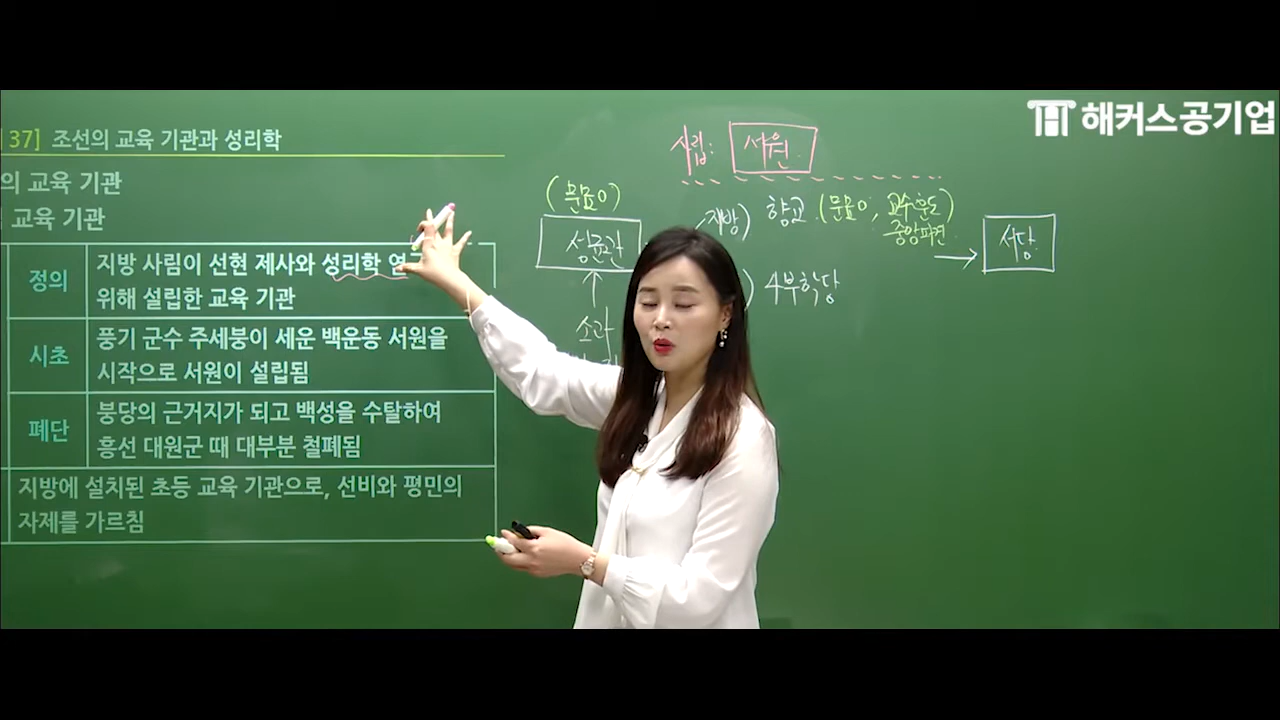 해커스공기업
37] 조선의 교육 기관과 성리학
의 교육 기관
: 교육 기관
정의
지방 사림이 선현 제사와 성리학 연구
위해 설립한 교육 기관
시초
풍기 군수 주세붕이 세운 백운동 서원을
시작으로 서원이 설립됨
폐단
붕당의 근거지가 되고 백성을 수탈하여
흥선 대원군 때 대부분 철폐됨
지방에 설치된 초등 교육 기관으로, 선비와 평민의
자제를 가르침
사립: 서원
(문묘O)
성균관
↑
소과
지방) 향교 (문묘O, 교수·훈도)
중앙파견
) 4부학당
→ 서당